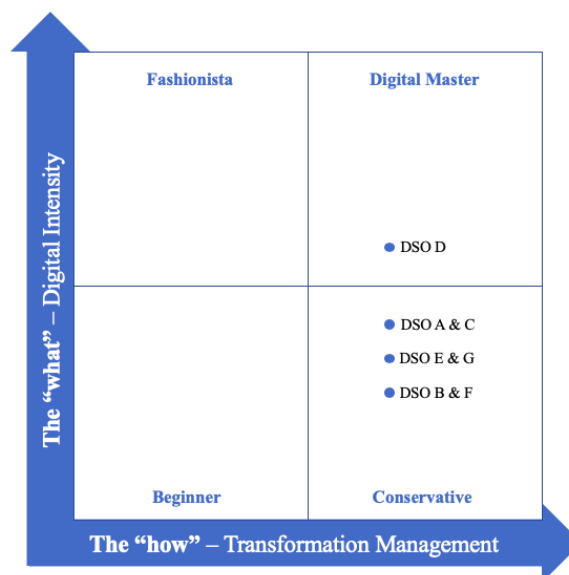 Fashionista
Digital Master
The “what” – Digital Intensity
DSO D
DSO A & C
DSO E & G
DSO B & F
Beginner
Conservative
The “how” – Transformation Management